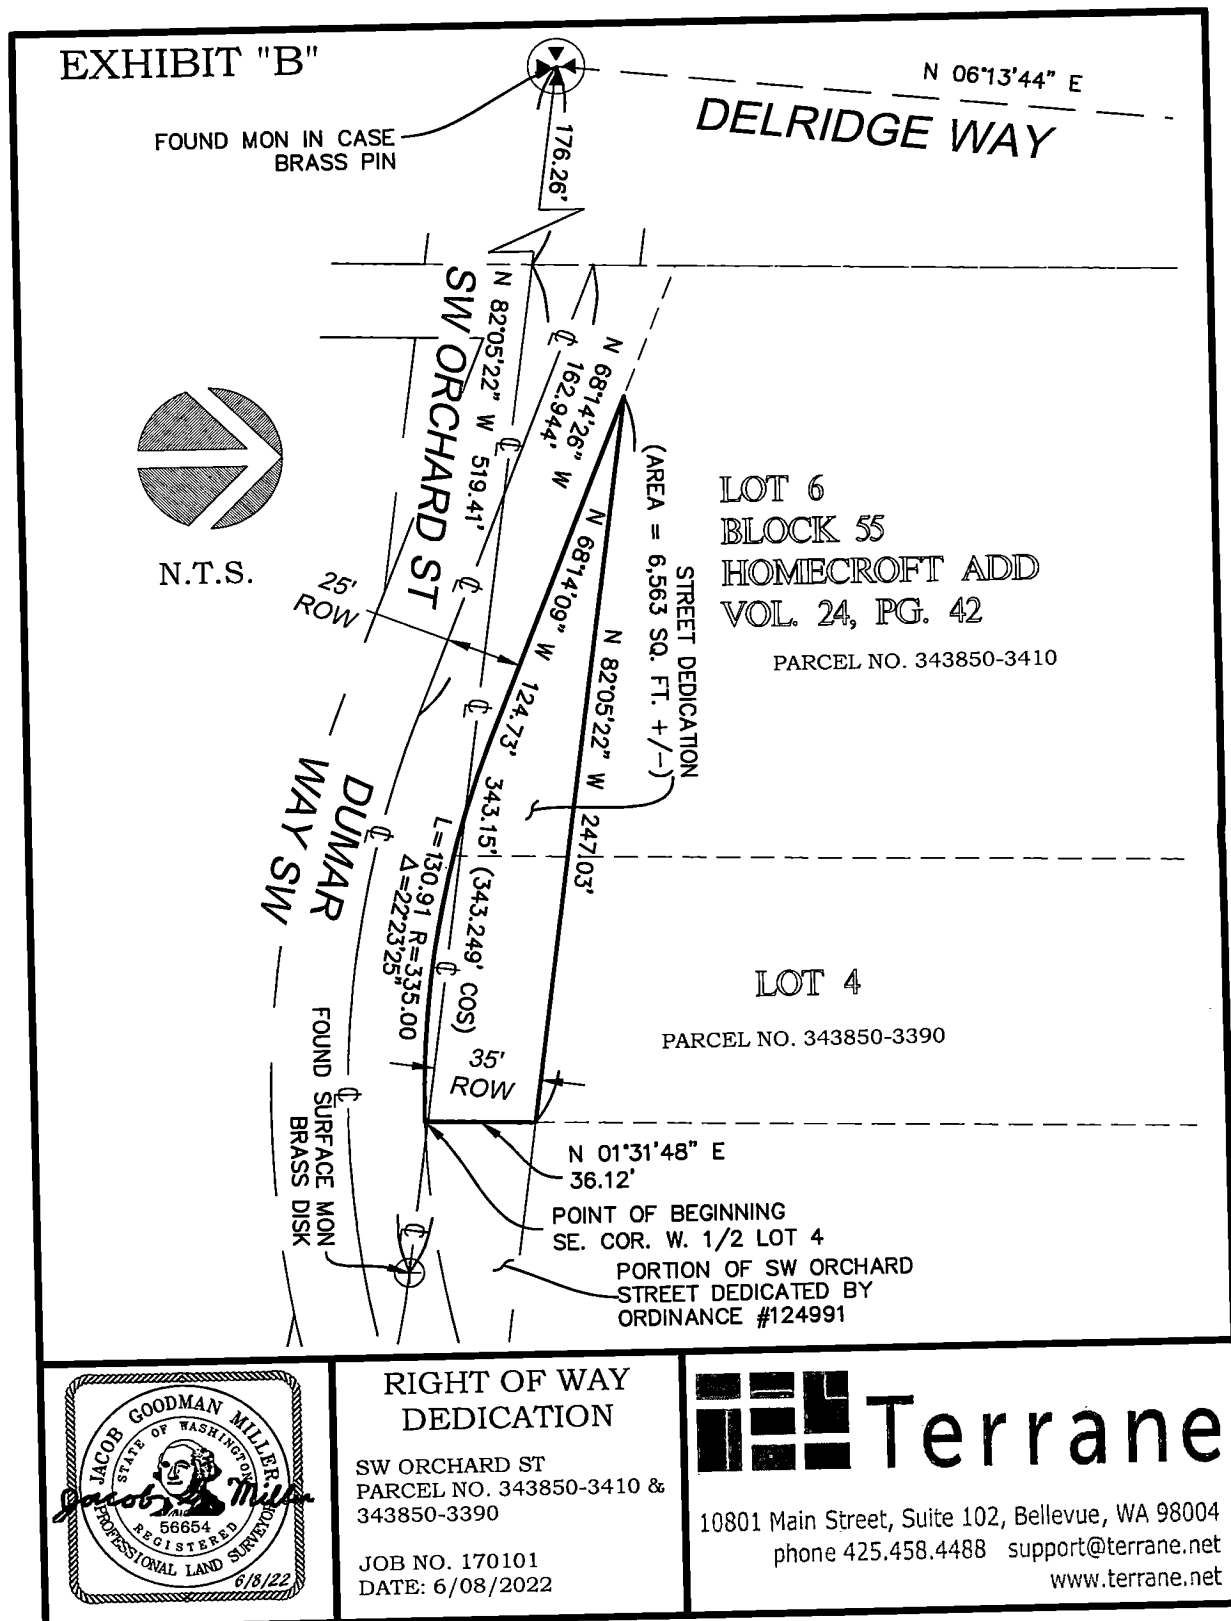 EXHIBIT "B"
N 06°13'44" E
DELRIDGE WAY
FOUND MON IN CASE
BRASS PIN
176.26'
SW ORCHARD ST
N 82°05'22" W 519.41'
N 68°14'26" W
℄ 162.944'
℄
℄
℄
℄
℄
℄
℄
N 68°14'09" W 124.73'
N 82°05'22" W 247.03'
343.15' (343.249' COS)
STREET DEDICATION
(AREA = 6,563 SQ. FT. +/-)
LOT 6
BLOCK 55
HOMECROFT ADD
VOL. 24, PG. 42
PARCEL NO. 343850-3410
N.T.S.
25'
ROW
DUMAR
WAY SW
L=130.91 R=335.00
Δ=22°23'25"
LOT 4
PARCEL NO. 343850-3390
35'
ROW
FOUND SURFACE MON
BRASS DISK
N 01°31'48" E
36.12'
POINT OF BEGINNING
SE. COR. W. 1/2 LOT 4
PORTION OF SW ORCHARD
STREET DEDICATED BY
ORDINANCE #124991
JACOB GOODMAN MILLER
STATE OF WASHINGTON
Jacob G Miller
56654
REGISTERED
PROFESSIONAL LAND SURVEYOR
6/8/22
RIGHT OF WAY
DEDICATION
SW ORCHARD ST
PARCEL NO. 343850-3410 &
343850-3390
JOB NO. 170101
DATE: 6/08/2022
Terrane
10801 Main Street, Suite 102, Bellevue, WA 98004
phone 425.458.4488 support@terrane.net
www.terrane.net